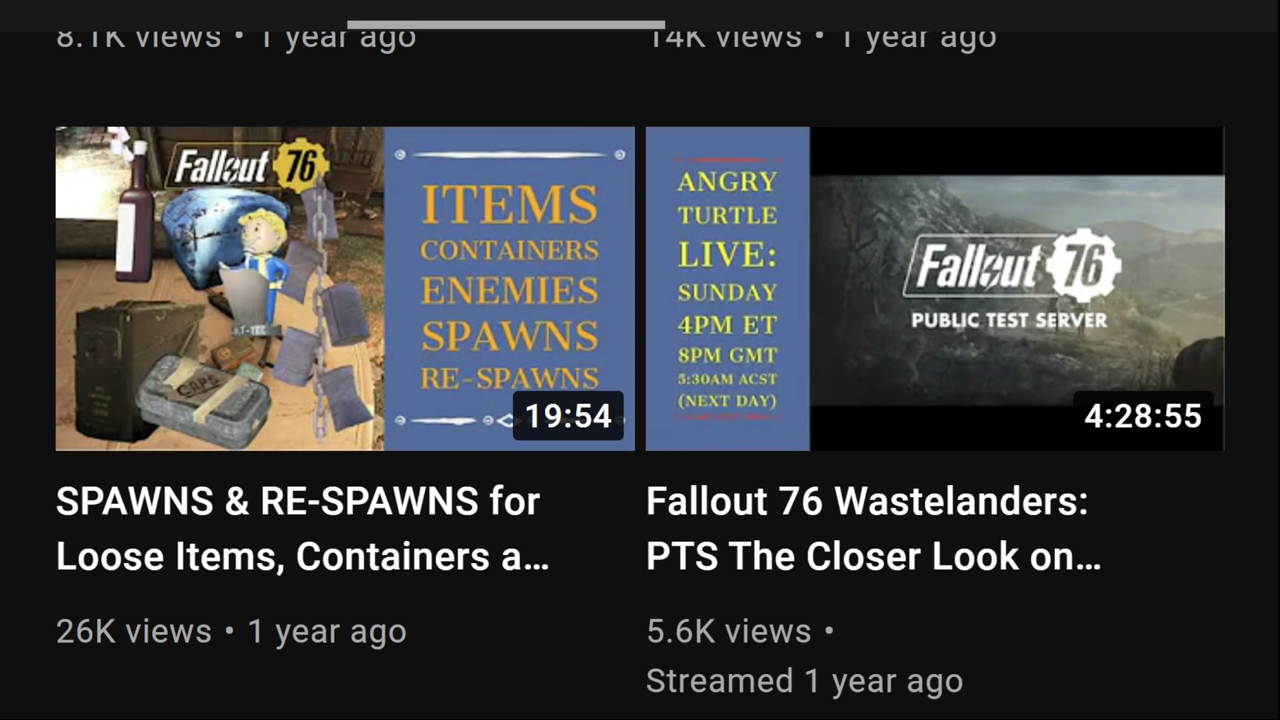 8.1K views • 1 year ago
14K views • 1 year ago
Fallout 76
CAPS
ITEMS
CONTAINERS
ENEMIES
SPAWNS
RE-SPAWNS
19:54
ANGRY
TURTLE
LIVE:
SUNDAY
4PM ET
8PM GMT
5:30AM ACST
(NEXT DAY)
Fallout 76
PUBLIC TEST SERVER
4:28:55
SPAWNS & RE-SPAWNS for
Loose Items, Containers a...
26K views • 1 year ago
Fallout 76 Wastelanders:
PTS The Closer Look on...
5.6K views •
Streamed 1 year ago